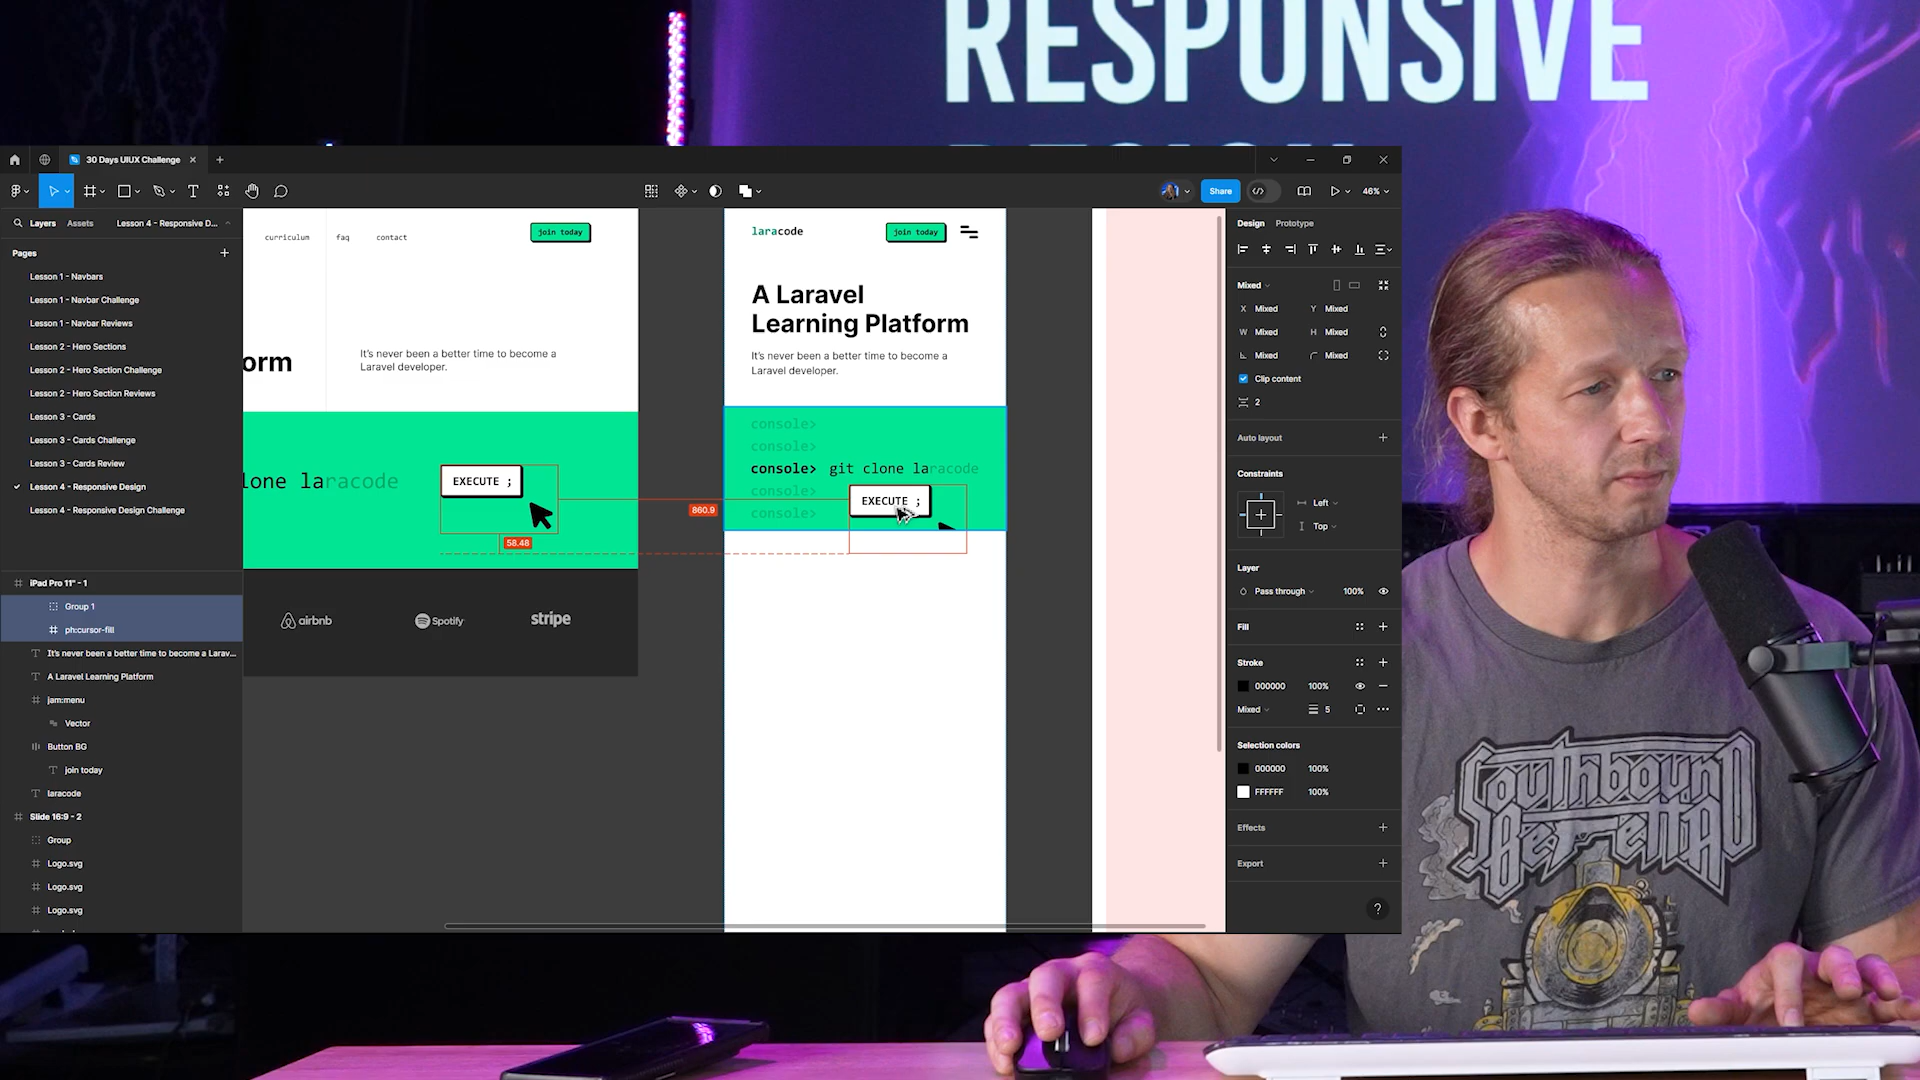 RESPONSIVE
30 Days UIUX Challenge
Share
46%
Layers
Assets
Lesson 4 - Responsive D...
Pages
Lesson 1 - Navbars
Lesson 1 - Navbar Challenge
Lesson 1 - Navbar Reviews
Lesson 2 - Hero Sections
Lesson 2 - Hero Section Challenge
Lesson 2 - Hero Section Reviews
Lesson 3 - Cards
Lesson 3 - Cards Challenge
Lesson 3 - Cards Review
Lesson 4 - Responsive Design
Lesson 4 - Responsive Design Challenge
iPad Pro 11" - 1
Group 1
ph:cursor-fill
It's never been a better time to become a Larav...
A Laravel Learning Platform
jam:menu
Vector
Button BG
join today
laracode
Slide 16:9 - 2
Group
Logo.svg
Logo.svg
Logo.svg
curriculum
faq
contact
join today
orm
It's never been a better time to become a
Laravel developer.
lone laracode
EXECUTE ;
58.48
860.9
airbnb
Spotify
stripe
laracode
join today
A Laravel
Learning Platform
It's never been a better time to become a
Laravel developer.
console>
console>
console> git clone laracode
console>
console>
EXECUTE ;
Design
Prototype
Mixed
X Mixed
Y Mixed
W Mixed
H Mixed
Mixed
Mixed
Clip content
2
Auto layout
Constraints
Left
Top
Layer
Pass through
100%
Fill
Stroke
000000
100%
Mixed
5
Selection colors
000000
100%
FFFFFF
100%
Effects
Export
?
Southbound
Beretta